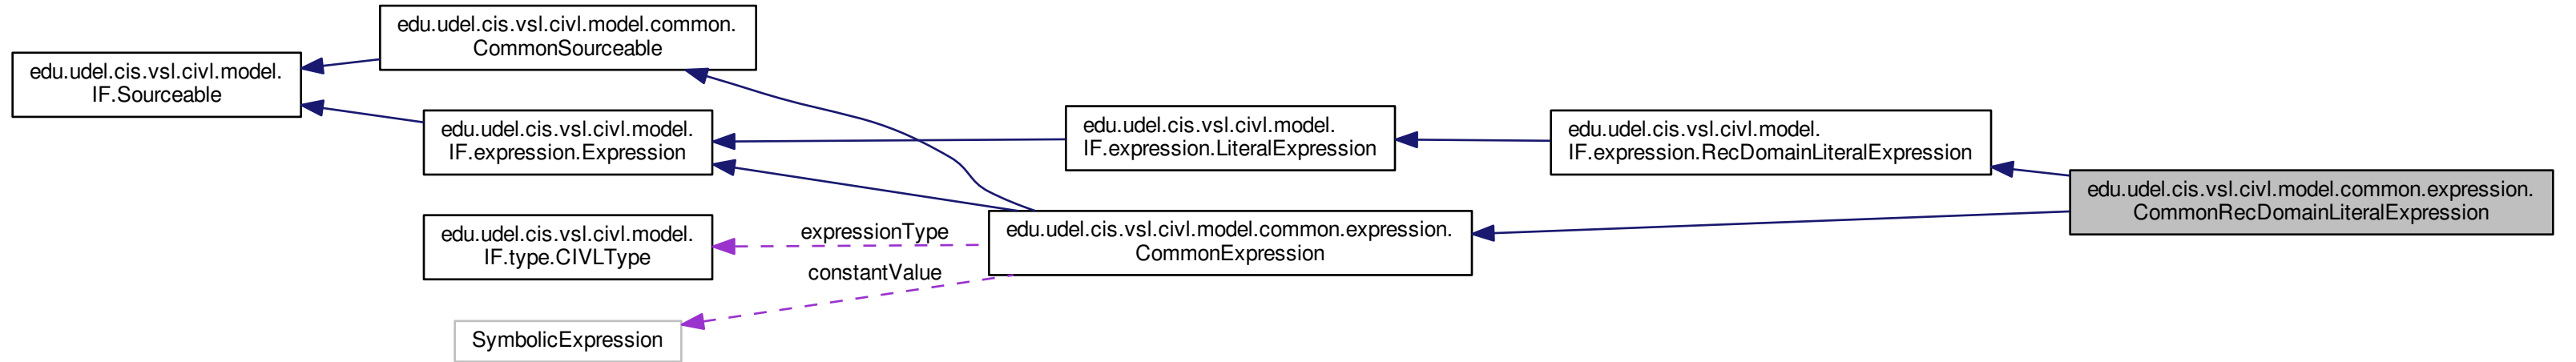 edu.udel.cis.vsl.civl.model.common.
CommonSourceable
edu.udel.cis.vsl.civl.model.
IF.Sourceable
edu.udel.cis.vsl.civl.model.
IF.expression.Expression
edu.udel.cis.vsl.civl.model.
IF.expression.LiteralExpression
edu.udel.cis.vsl.civl.model.
IF.expression.RecDomainLiteralExpression
edu.udel.cis.vsl.civl.model.common.expression.
CommonRecDomainLiteralExpression
edu.udel.cis.vsl.civl.model.
IF.type.CIVLType
expressionType
constantValue
edu.udel.cis.vsl.civl.model.common.expression.
CommonExpression
SymbolicExpression